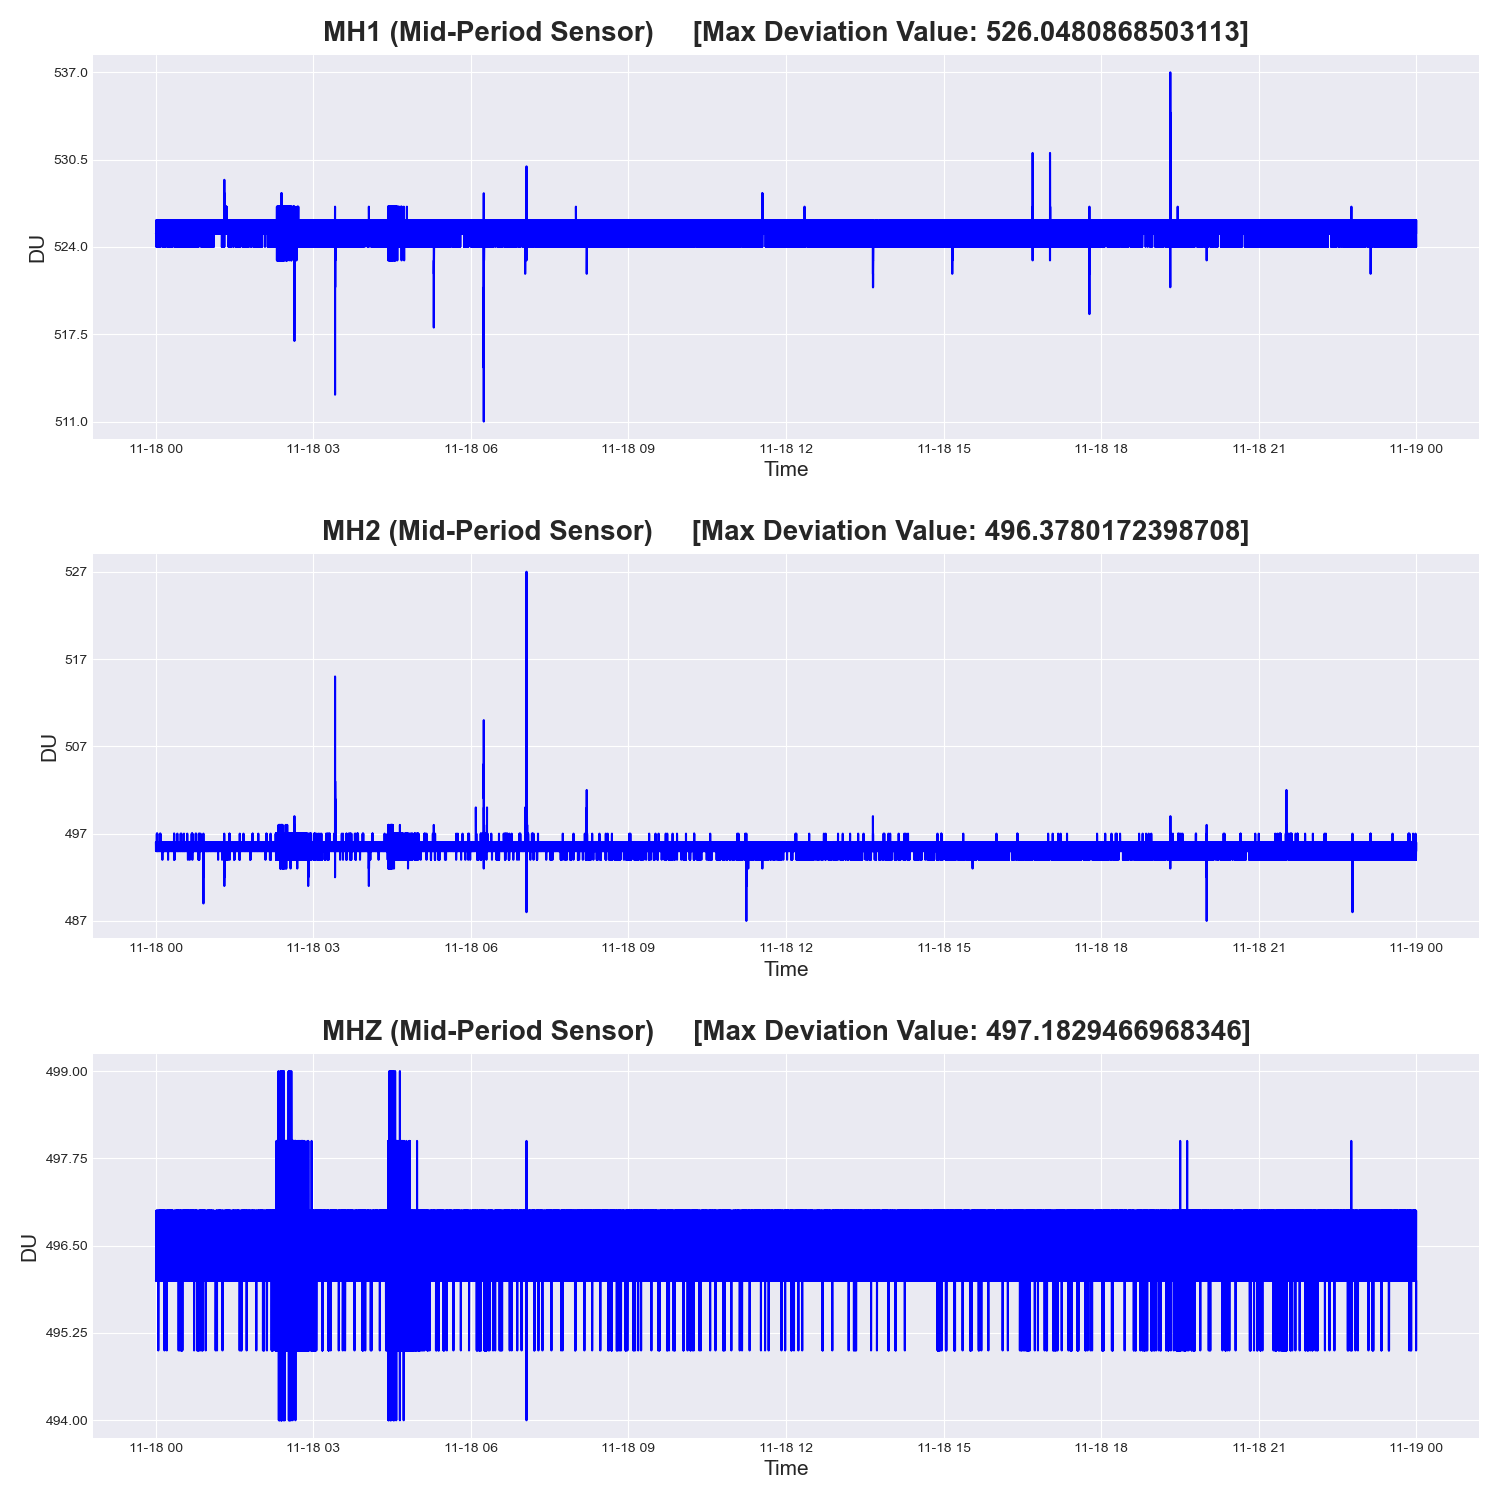 MH1 (Mid-Period Sensor) [Max Deviation Value: 526.0480868503113]
537.0
530.5
524.0
517.5
511.0
DU
11-18 00 11-18 03 11-18 06 11-18 09 11-18 12 11-18 15 11-18 18 11-18 21 11-19 00
Time
MH2 (Mid-Period Sensor) [Max Deviation Value: 496.3780172398708]
527
517
507
497
487
DU
11-18 00 11-18 03 11-18 06 11-18 09 11-18 12 11-18 15 11-18 18 11-18 21 11-19 00
Time
MHZ (Mid-Period Sensor) [Max Deviation Value: 497.1829466968346]
499.00
497.75
496.50
495.25
494.00
DU
11-18 00 11-18 03 11-18 06 11-18 09 11-18 12 11-18 15 11-18 18 11-18 21 11-19 00
Time